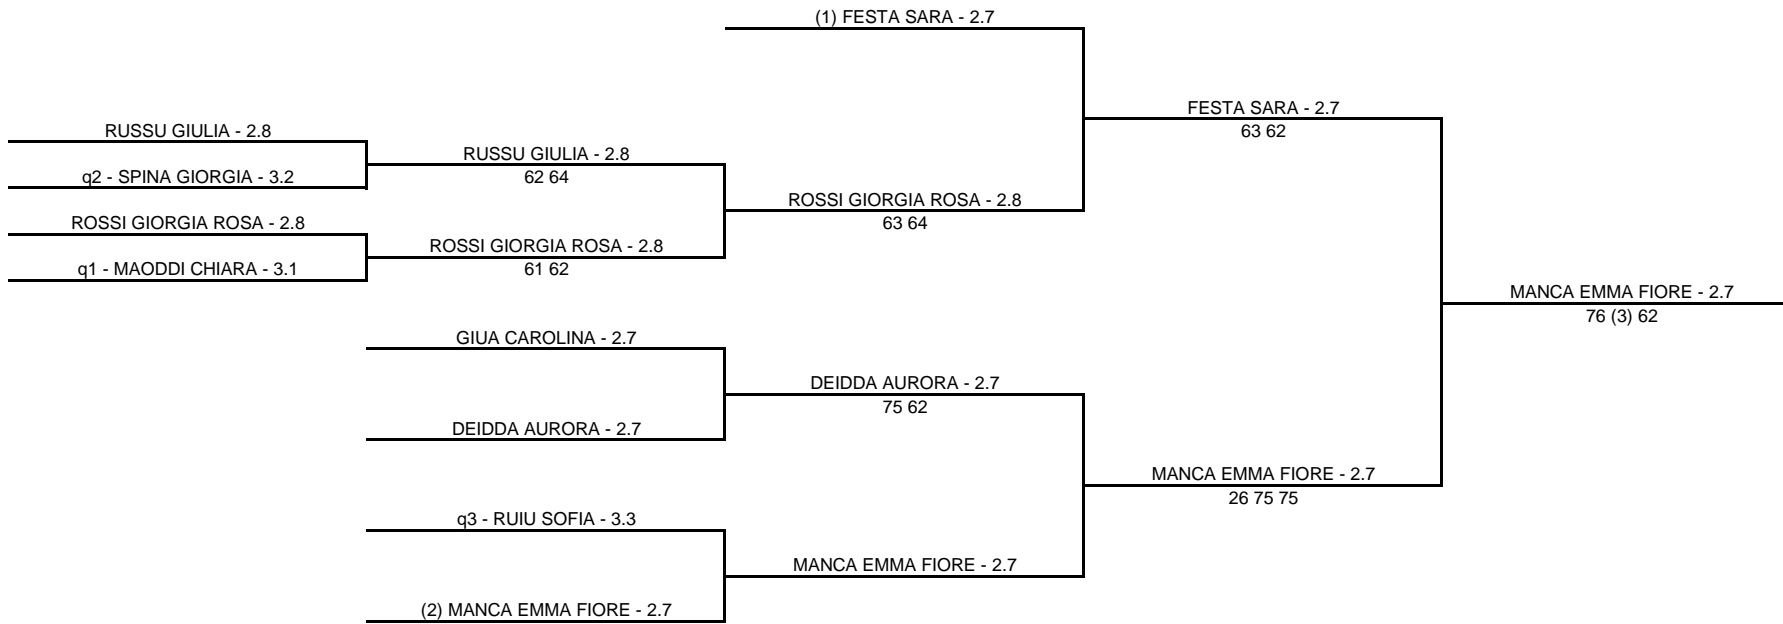 (1) FESTA SARA - 2.7
FESTA SARA - 2.7
63 62
RUSSU GIULIA - 2.8
RUSSU GIULIA - 2.8
62 64
q2 - SPINA GIORGIA - 3.2
ROSSI GIORGIA ROSA - 2.8
63 64
ROSSI GIORGIA ROSA - 2.8
ROSSI GIORGIA ROSA - 2.8
61 62
q1 - MAODDI CHIARA - 3.1
MANCA EMMA FIORE - 2.7
76 (3) 62
GIUA CAROLINA - 2.7
DEIDDA AURORA - 2.7
75 62
DEIDDA AURORA - 2.7
MANCA EMMA FIORE - 2.7
26 75 75
q3 - RUIU SOFIA - 3.3
MANCA EMMA FIORE - 2.7
(2) MANCA EMMA FIORE - 2.7